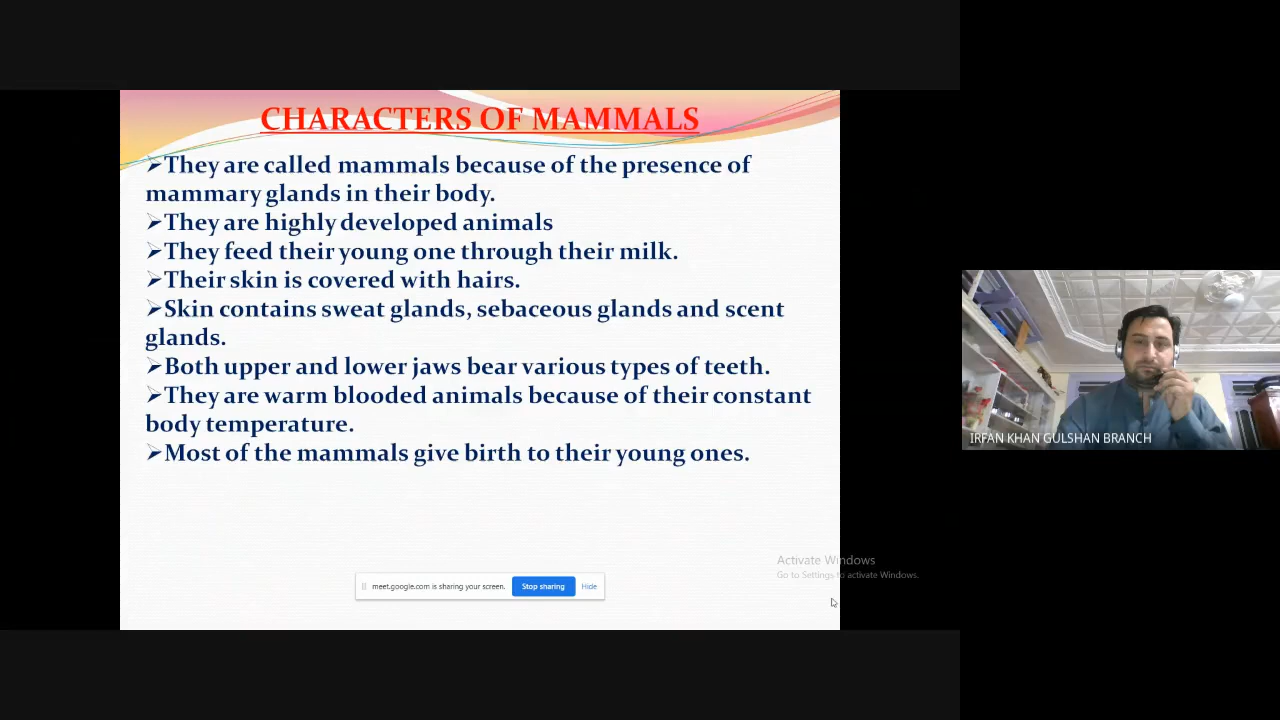 CHARACTERS OF MAMMALS
➢They are called mammals because of the presence of
mammary glands in their body.
➢They are highly developed animals
➢They feed their young one through their milk.
➢Their skin is covered with hairs.
➢Skin contains sweat glands, sebaceous glands and scent
glands.
➢Both upper and lower jaws bear various types of teeth.
➢They are warm blooded animals because of their constant
body temperature.
➢Most of the mammals give birth to their young ones.
IRFAN KHAN GULSHAN BRANCH
Activate Windows
Go to Settings to activate Windows.
meet.google.com is sharing your screen. Stop sharing Hide